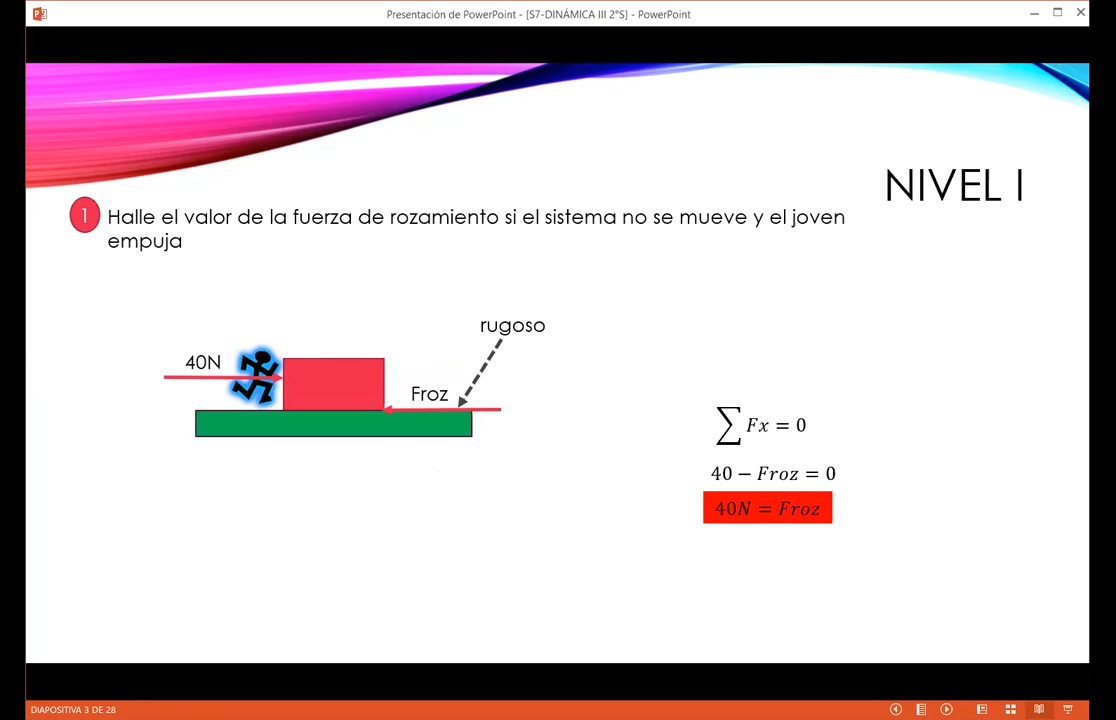 Presentación de PowerPoint - [S7-DINÁMICA III 2°S] - PowerPoint
NIVEL I
1 Halle el valor de la fuerza de rozamiento si el sistema no se mueve y el joven
empuja
rugoso
40N
Froz
∑ Fx = 0
40 − Froz = 0
40N = Froz
DIAPOSITIVA 3 DE 28